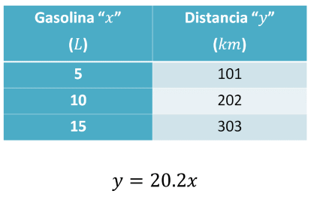 Gasolina “x” Distancia “y”
(L) (km)
5 101
10 202
15 303
y = 20.2x